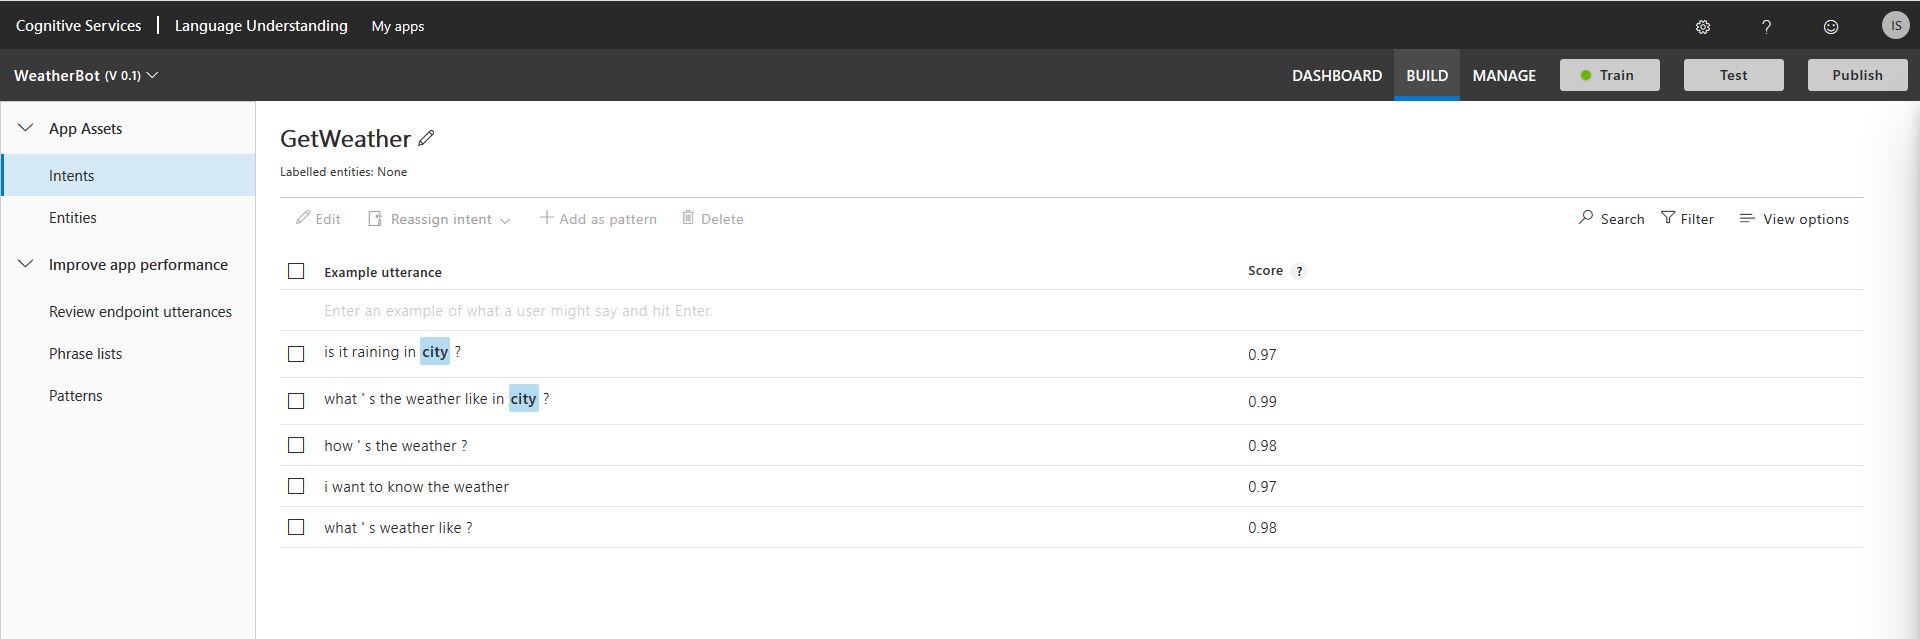 Cognitive Services | Language Understanding My apps ? IS
WeatherBot (V 0.1) DASHBOARD BUILD MANAGE Train Test Publish
App Assets
Intents
Entities
Improve app performance
Review endpoint utterances
Phrase lists
Patterns
GetWeather
Labelled entities: None
Edit Reassign intent Add as pattern Delete Search Filter View options
Example utterance Score ?
Enter an example of what a user might say and hit Enter.
is it raining in city ? 0.97
what ' s the weather like in city ? 0.99
how ' s the weather ? 0.98
i want to know the weather 0.97
what ' s weather like ? 0.98